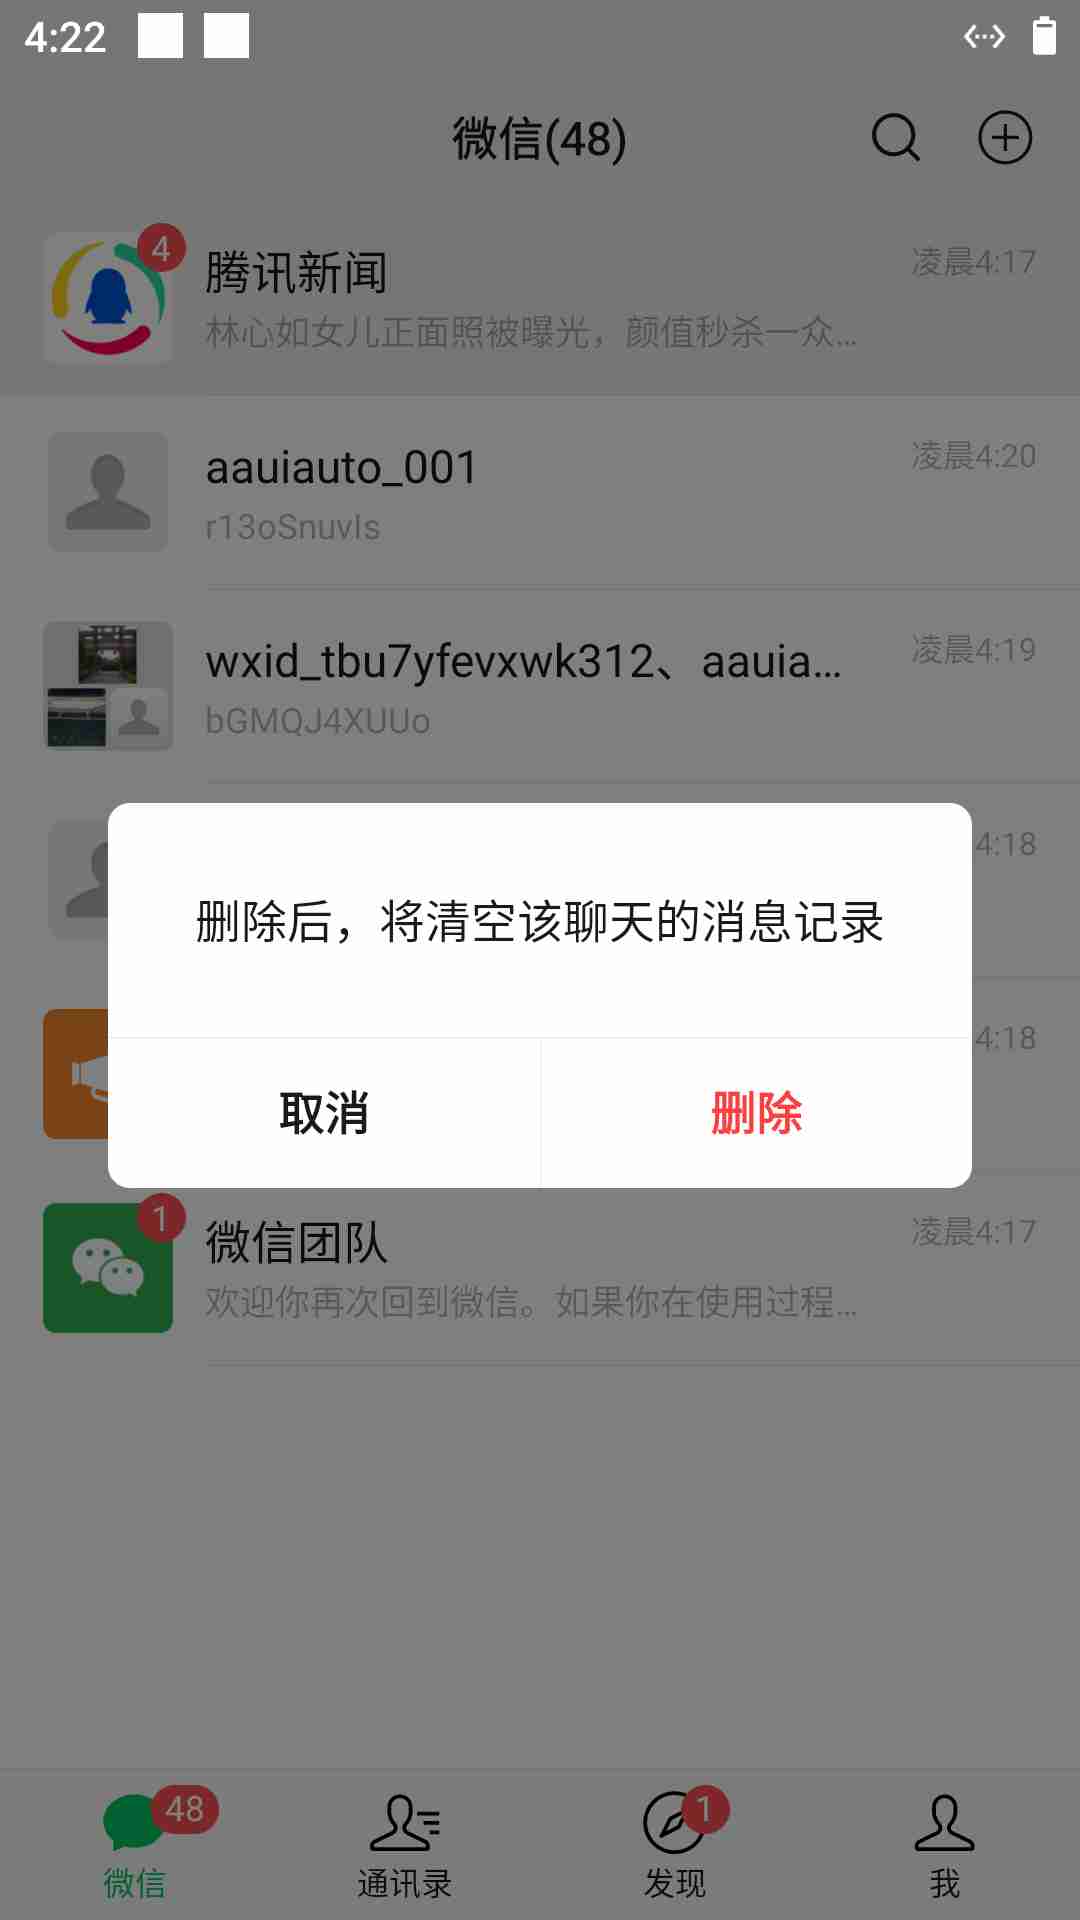 4:22
微信(48)
4
腾讯新闻
凌晨4:17
林心如女儿正面照被曝光，颜值秒杀一众...
aauiauto_001
凌晨4:20
r13oSnuvIs
wxid_tbu7yfevxwk312、aauia...
凌晨4:19
bGMQJ4XUUo
4:18
删除后，将清空该聊天的消息记录
4:18
取消
删除
1
微信团队
凌晨4:17
欢迎你再次回到微信。如果你在使用过程...
48
1
微信
通讯录
发现
我